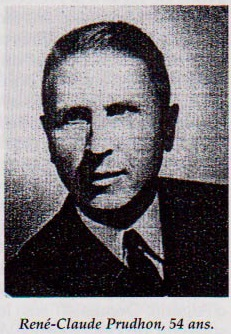 René-Claude Prudhon, 54 ans.